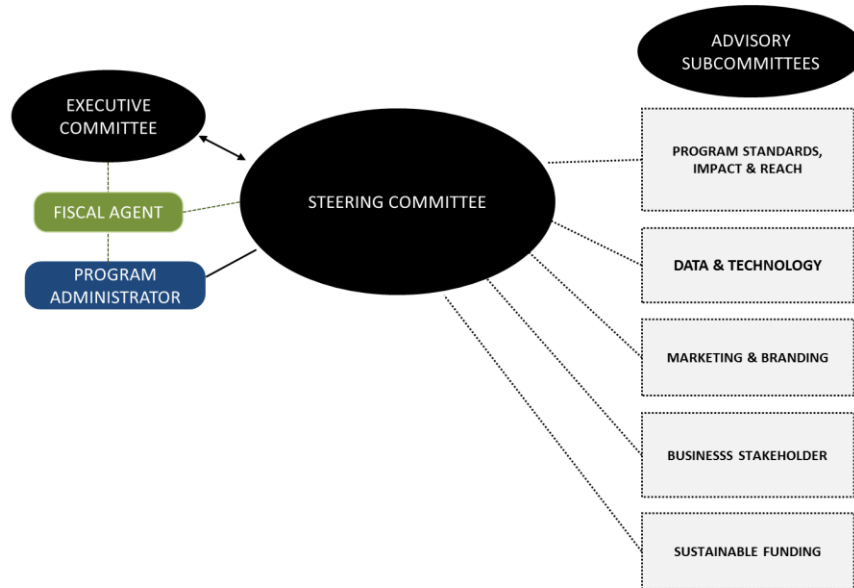 ADVISORY
SUBCOMMITTEES
EXECUTIVE
COMMITTEE
PROGRAM STANDARDS,
IMPACT & REACH
STEERING COMMITTEE
FISCAL AGENT
DATA & TECHNOLOGY
PROGRAM
ADMINISTRATOR
MARKETING & BRANDING
BUSINESSS STAKEHOLDER
SUSTAINABLE FUNDING